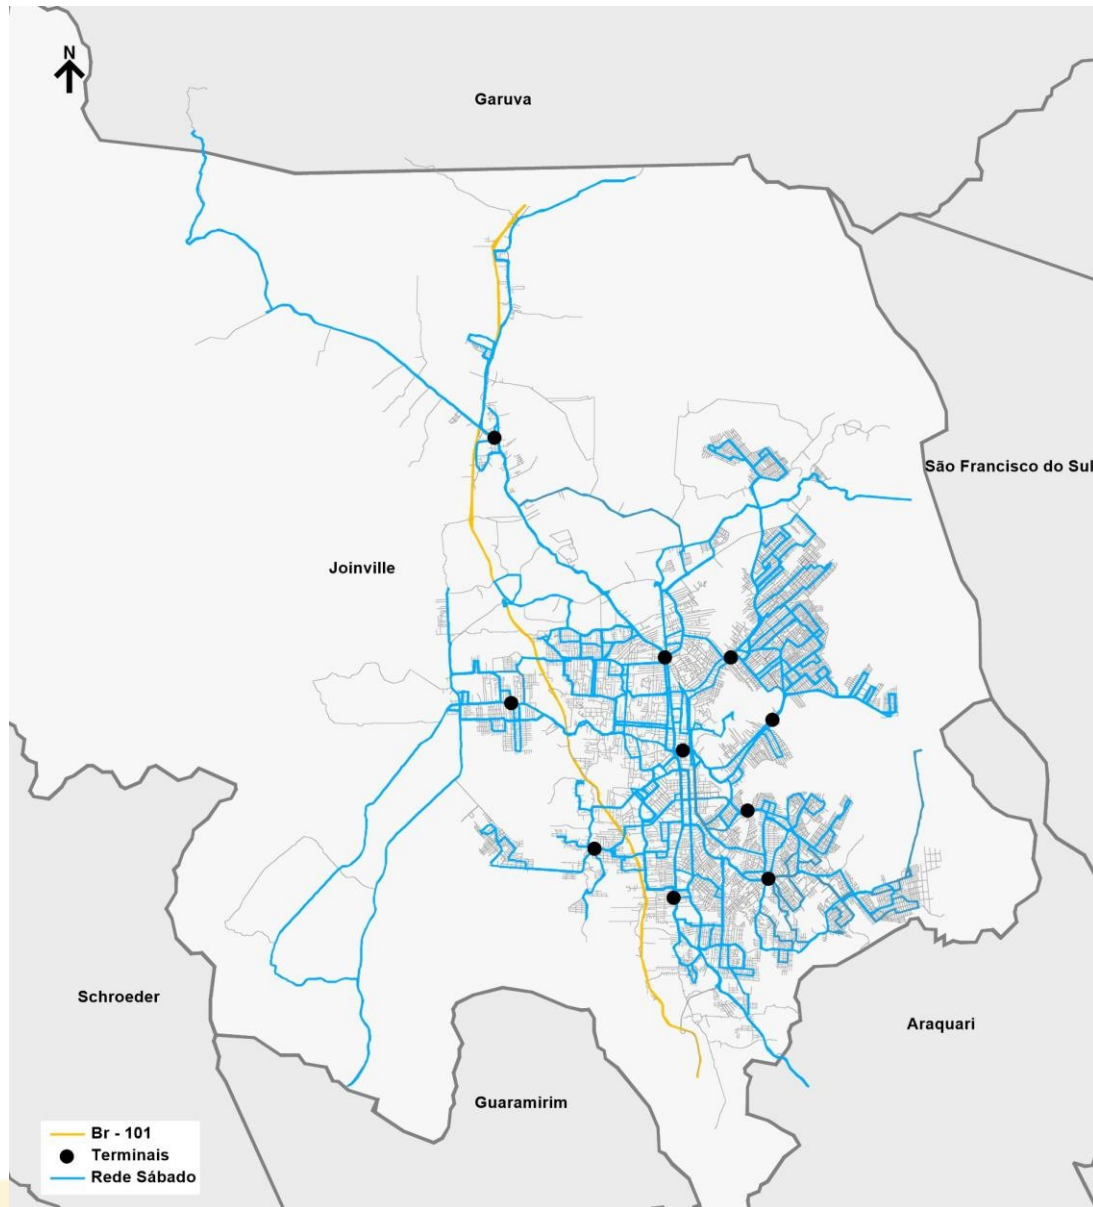 N
Garuva
São Francisco do Sul
Joinville
Schroeder
Araquari
Guaramirim
Br - 101
Terminais
Rede Sábado